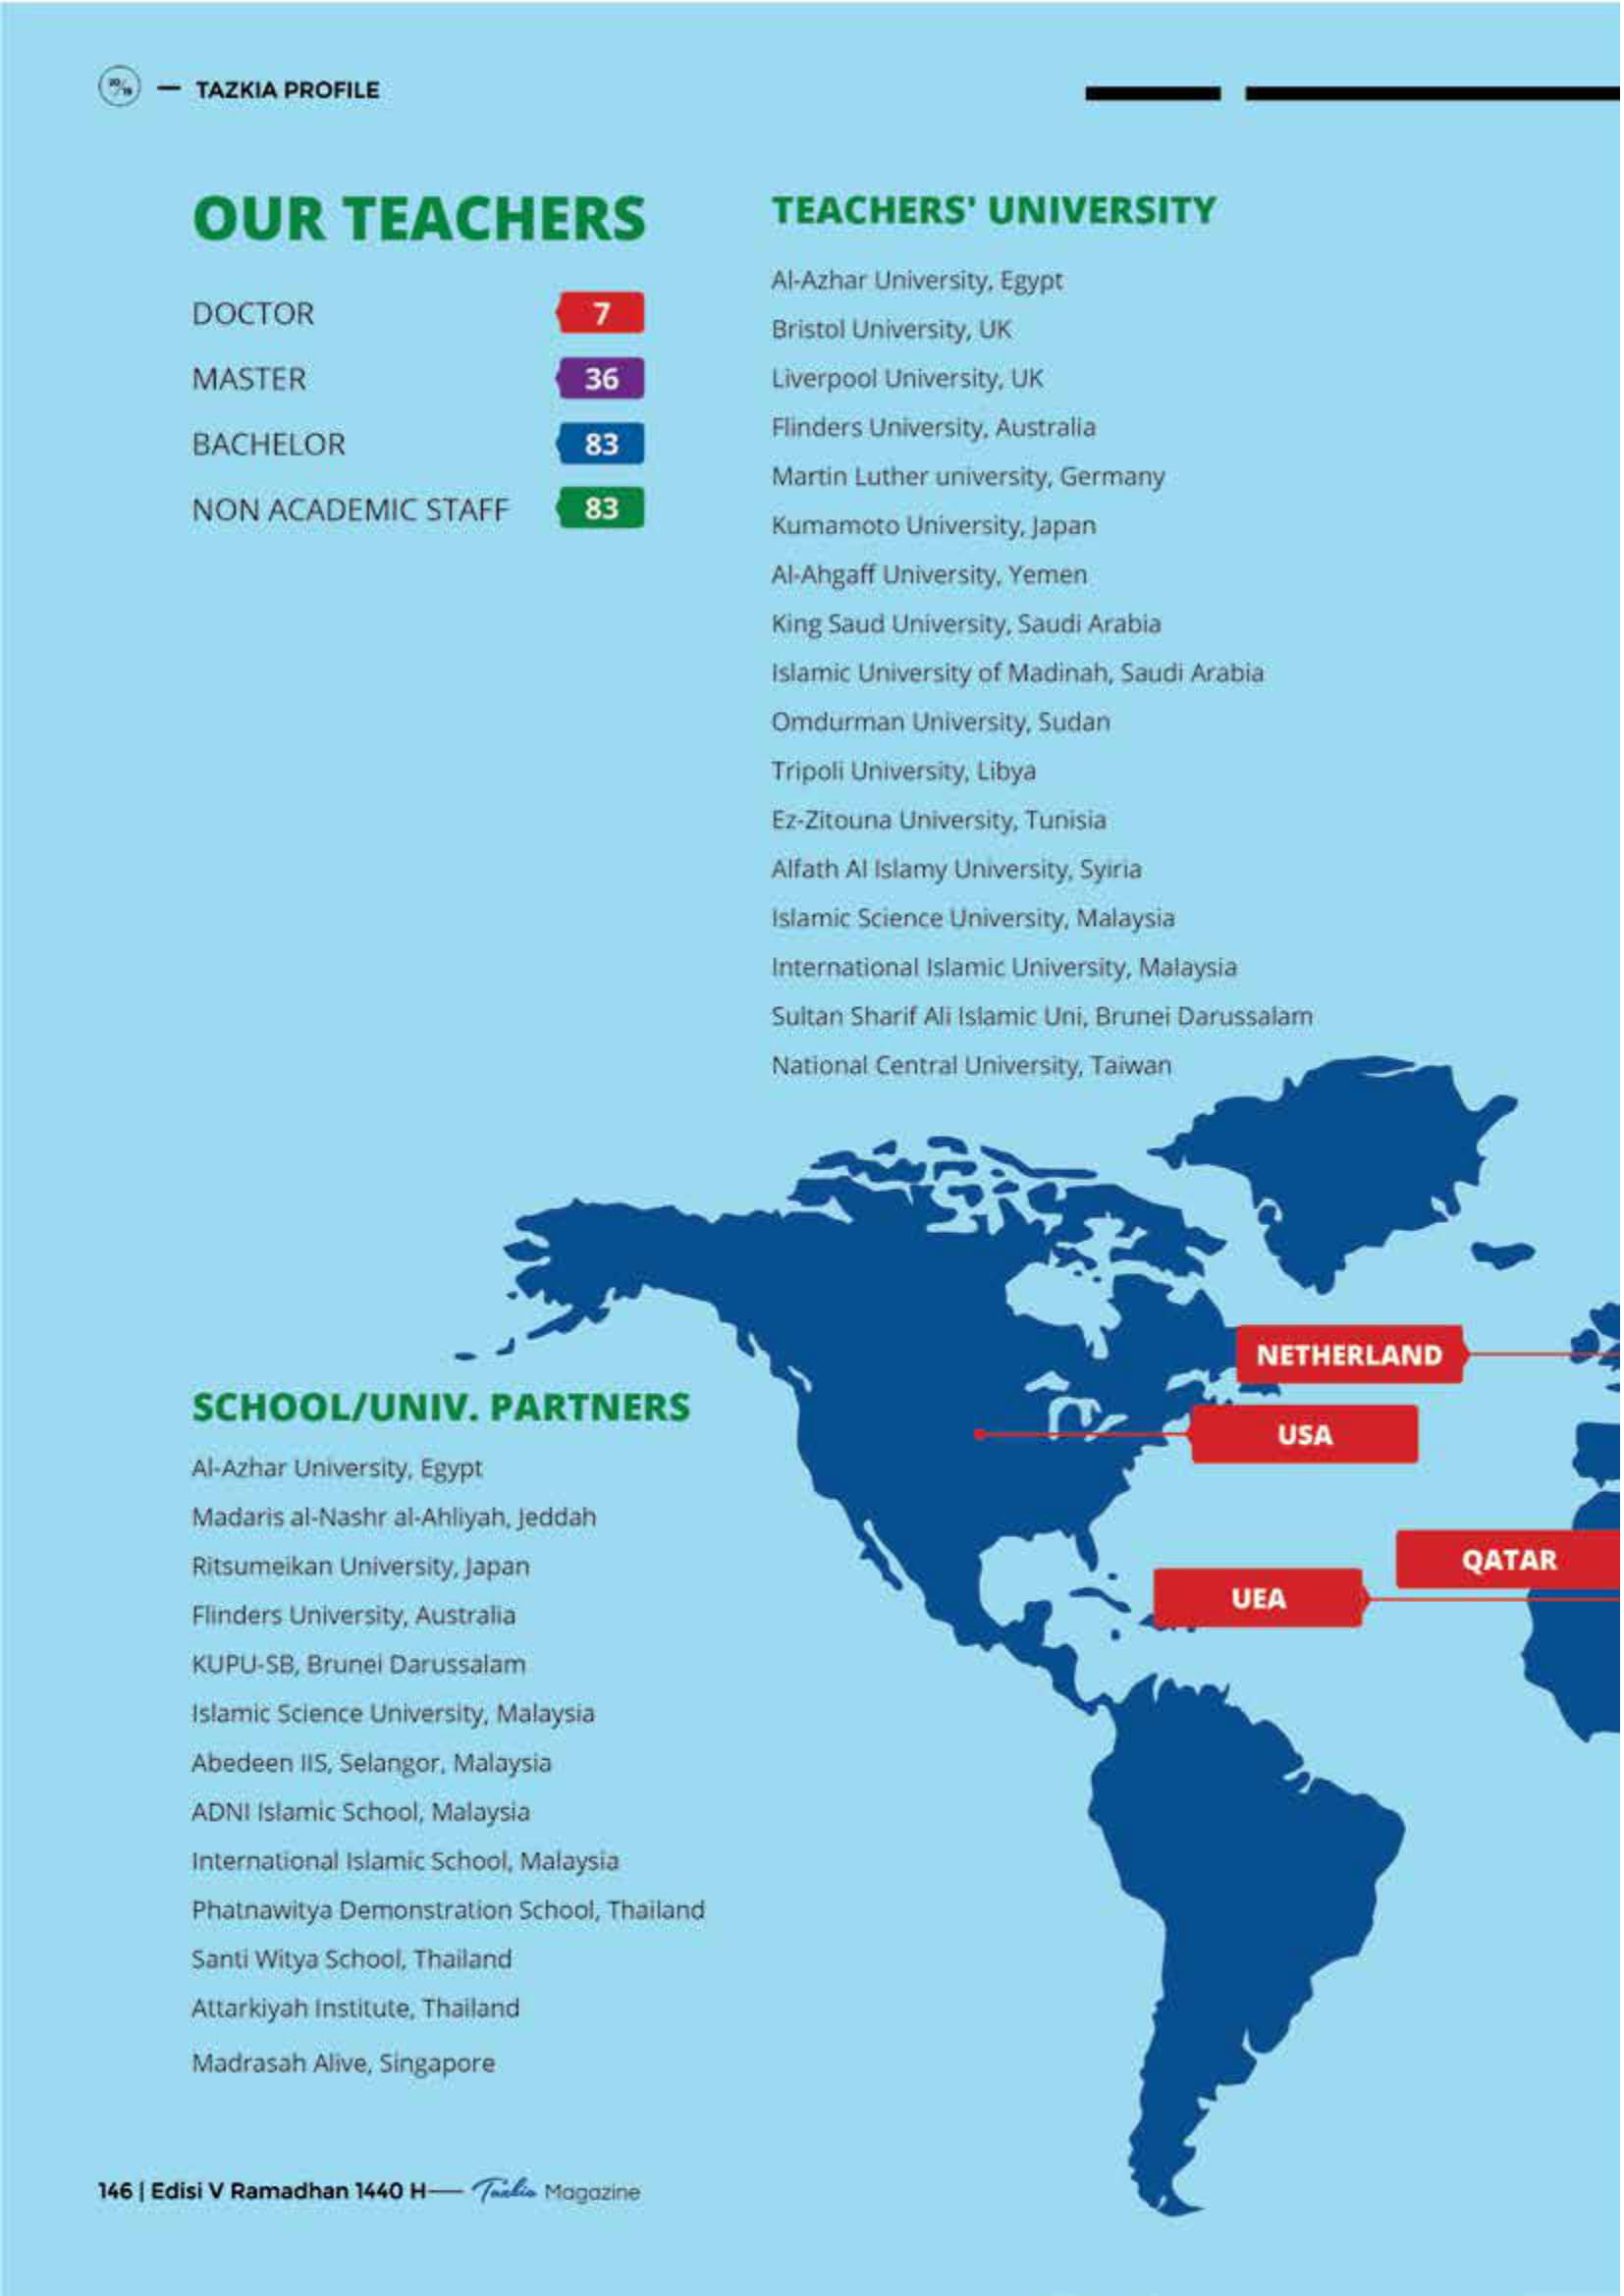 20/19 — TAZKIA PROFILE
OUR TEACHERS
DOCTOR 7
MASTER 36
BACHELOR 83
NON ACADEMIC STAFF 83
TEACHERS' UNIVERSITY
Al-Azhar University, Egypt
Bristol University, UK
Liverpool University, UK
Flinders University, Australia
Martin Luther university, Germany
Kumamoto University, Japan
Al-Ahgaff University, Yemen
King Saud University, Saudi Arabia
Islamic University of Madinah, Saudi Arabia
Omdurman University, Sudan
Tripoli University, Libya
Ez-Zitouna University, Tunisia
Alfath Al Islamy University, Syiria
Islamic Science University, Malaysia
International Islamic University, Malaysia
Sultan Sharif Ali Islamic Uni, Brunei Darussalam
National Central University, Taiwan
NETHERLAND
USA
QATAR
UEA
SCHOOL/UNIV. PARTNERS
Al-Azhar University, Egypt
Madaris al-Nashr al-Ahliyah, Jeddah
Ritsumeikan University, Japan
Flinders University, Australia
KUPU-SB, Brunei Darussalam
Islamic Science University, Malaysia
Abedeen IIS, Selangor, Malaysia
ADNI Islamic School, Malaysia
International Islamic School, Malaysia
Phatnawitya Demonstration School, Thailand
Santi Witya School, Thailand
Attarkiyah Institute, Thailand
Madrasah Alive, Singapore
146 | Edisi V Ramadhan 1440 H— Tazkia Magazine